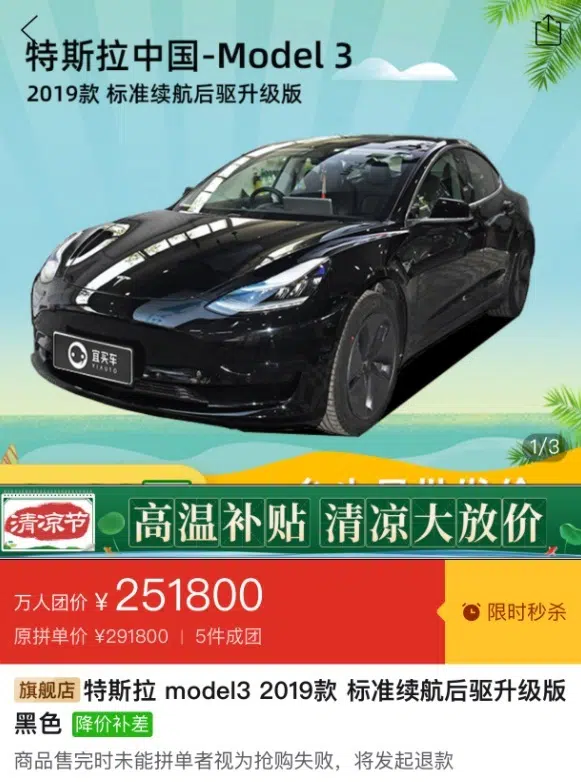 特斯拉中国-Model 3
2019款 标准续航后驱升级版
宜买车
YIAUTO
1/3
清凉节
高温补贴 清凉大放价
万人团价 ¥ 251800
限时秒杀
原拼单价 ¥291800 | 5件成团
旗舰店 特斯拉 model3 2019款 标准续航后驱升级版
黑色 降价补差
商品售完时未能拼单者视为抢购失败，将发起退款